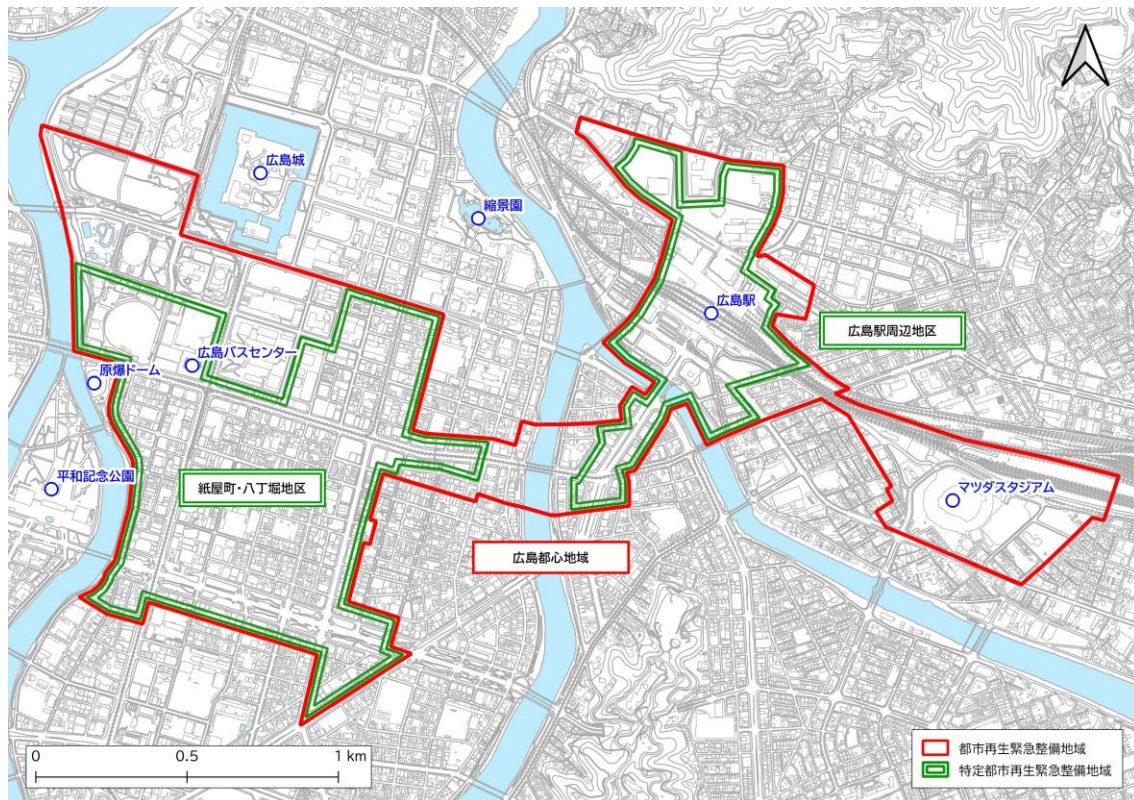 広島城
縮景園
広島駅
広島駅周辺地区
広島バスセンター
原爆ドーム
平和記念公園
紙屋町・八丁堀地区
マツダスタジアム
広島都心地域
0 0.5 1 km
都市再生緊急整備地域
特定都市再生緊急整備地域